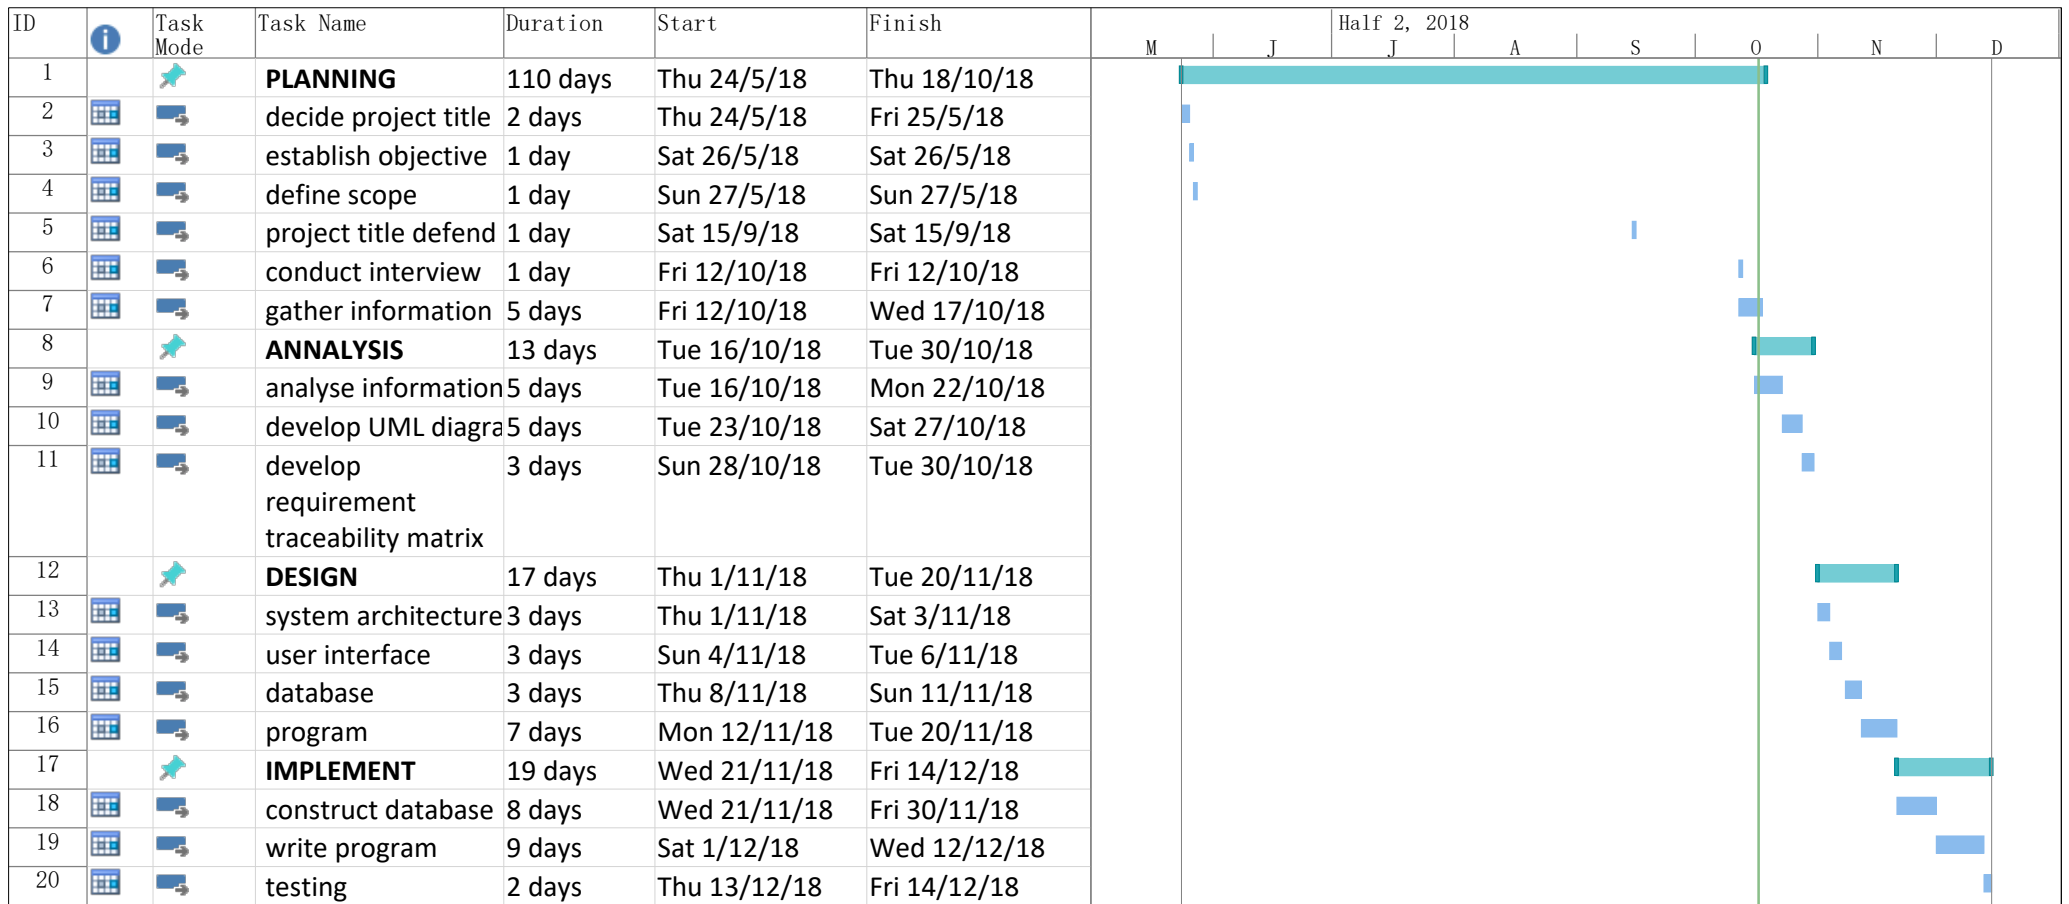 ID Task Mode Task Name Duration Start Finish Half 2, 2018
M J J A S O N D
1 PLANNING 110 days Thu 24/5/18 Thu 18/10/18
2 decide project title 2 days Thu 24/5/18 Fri 25/5/18
3 establish objective 1 day Sat 26/5/18 Sat 26/5/18
4 define scope 1 day Sun 27/5/18 Sun 27/5/18
5 project title defend 1 day Sat 15/9/18 Sat 15/9/18
6 conduct interview 1 day Fri 12/10/18 Fri 12/10/18
7 gather information 5 days Fri 12/10/18 Wed 17/10/18
8 ANNALYSIS 13 days Tue 16/10/18 Tue 30/10/18
9 analyse information 5 days Tue 16/10/18 Mon 22/10/18
10 develop UML diagra 5 days Tue 23/10/18 Sat 27/10/18
11 develop 3 days Sun 28/10/18 Tue 30/10/18
requirement
traceability matrix
12 DESIGN 17 days Thu 1/11/18 Tue 20/11/18
13 system architecture 3 days Thu 1/11/18 Sat 3/11/18
14 user interface 3 days Sun 4/11/18 Tue 6/11/18
15 database 3 days Thu 8/11/18 Sun 11/11/18
16 program 7 days Mon 12/11/18 Tue 20/11/18
17 IMPLEMENT 19 days Wed 21/11/18 Fri 14/12/18
18 construct database 8 days Wed 21/11/18 Fri 30/11/18
19 write program 9 days Sat 1/12/18 Wed 12/12/18
20 testing 2 days Thu 13/12/18 Fri 14/12/18